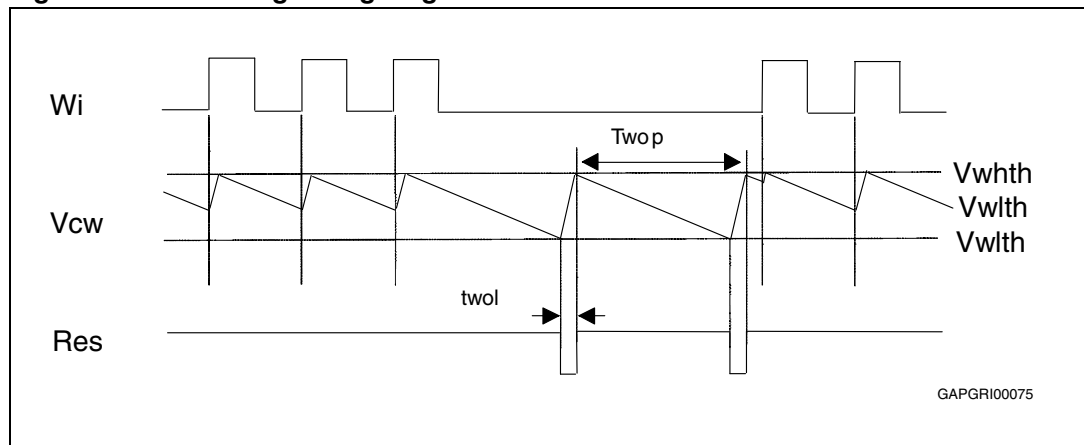 Wi
Twop
Vwhth
Vwlth
Vcw
Vwlth
twol
Res
GAPGRI00075